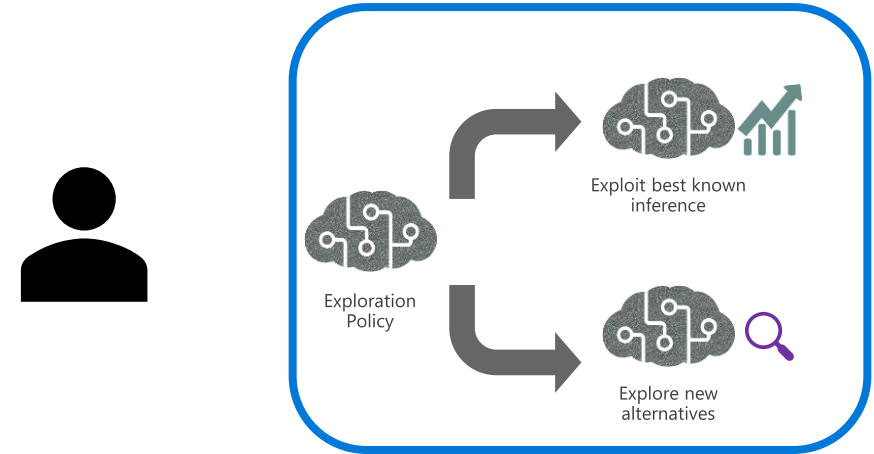 Exploit best known
inference
Exploration
Policy
Explore new
alternatives